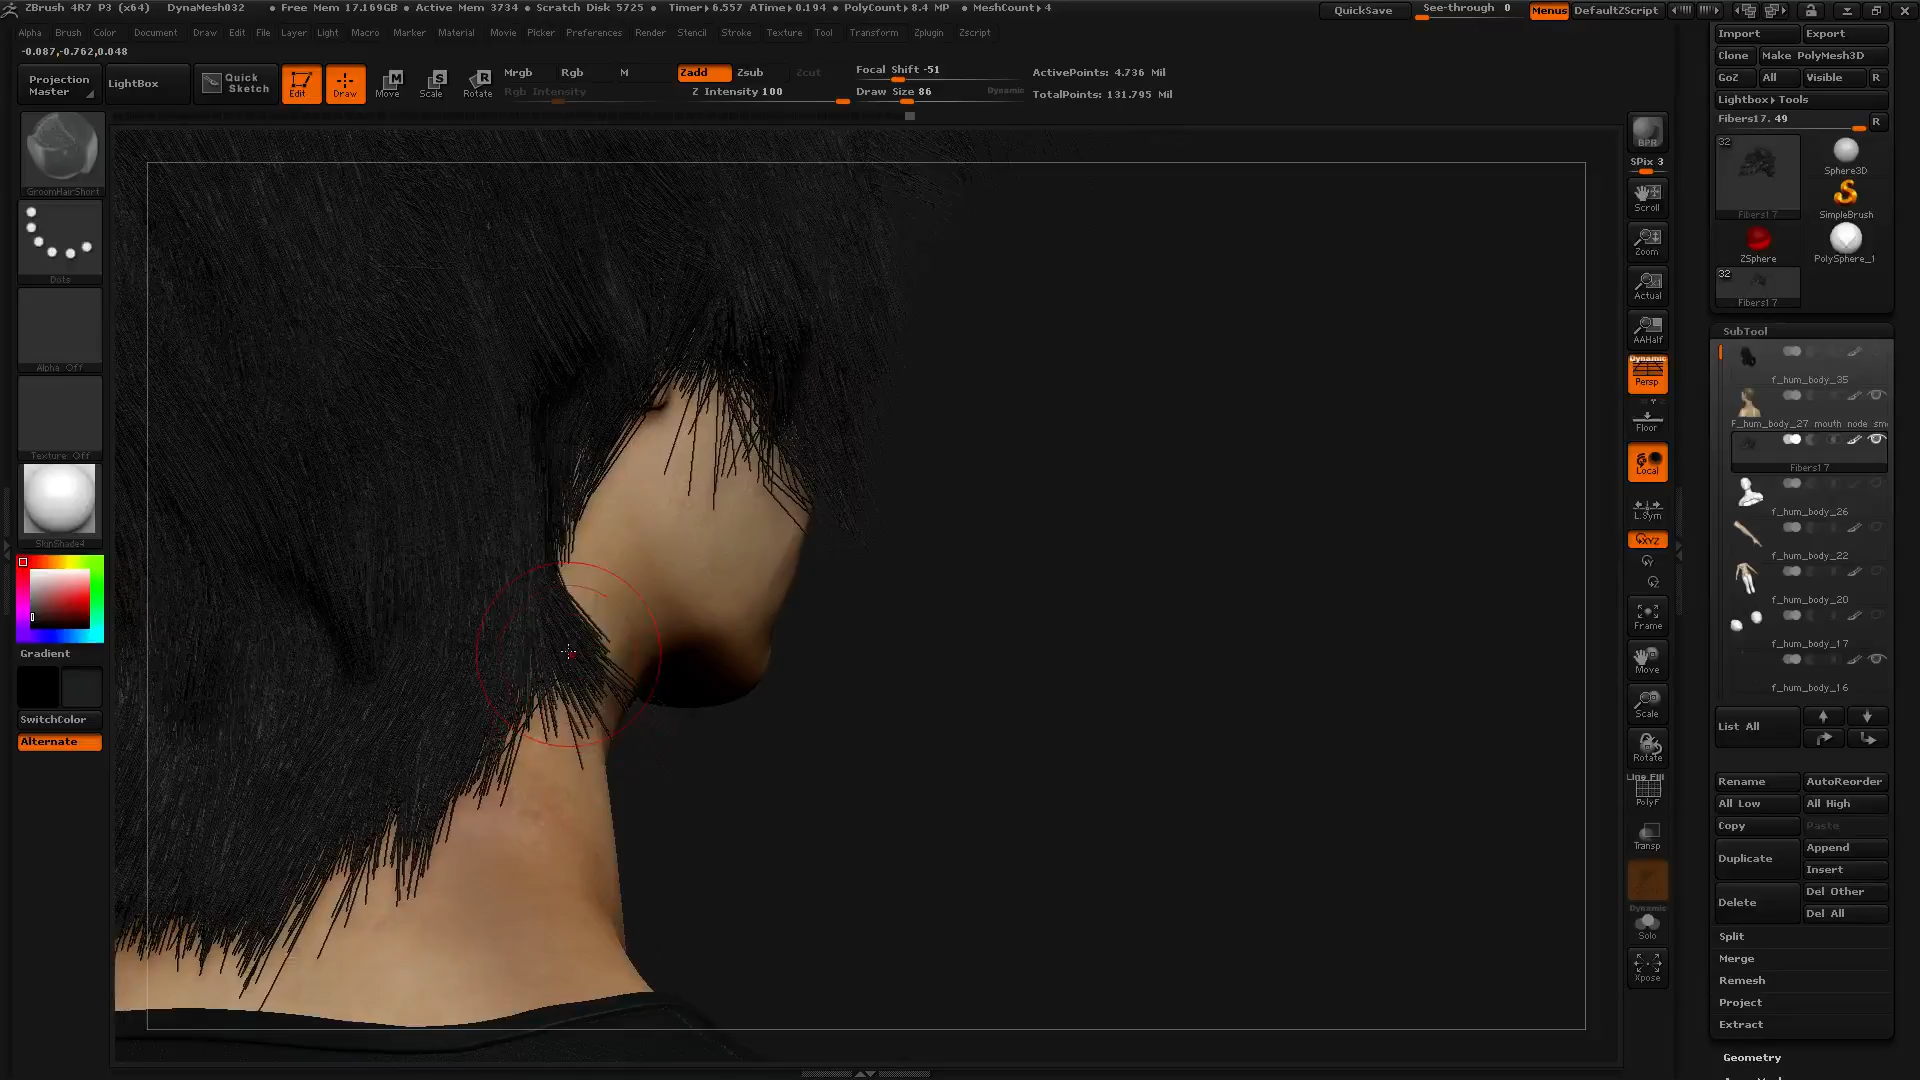 ZBrush 4R7 P3 (x64) DynaMesh032 • Free Mem 17.169GB • Active Mem 3734 • Scratch Disk 5725 • Timer▸6.557 ATime▸0.194 • PolyCount▸8.4 MP • MeshCount▸4 QuickSave See-through 0 Menus DefaultZScript
Alpha Brush Color Document Draw Edit File Layer Light Macro Marker Material Movie Picker Preferences Render Stencil Stroke Texture Tool Transform Zplugin Zscript
-0.087,-0.762,0.048
Projection Master
LightBox
Quick Sketch
Edit
Draw
Move
Scale
Rotate
Mrgb Rgb M
Rgb Intensity
Zadd Zsub Zcut
Z Intensity 100
Focal Shift -51
Draw Size 86 Dynamic
ActivePoints: 4.736 Mil
TotalPoints: 131.795 Mil
GroomHairShort
Dots
Alpha Off
Texture Off
SkinShade4
Gradient
SwitchColor
Alternate
BPR
SPix 3
Scroll
Zoom
Actual
AAHalf
Dynamic
Persp
Floor
Local
L.Sym
XYZ
Frame
Move
Scale
Rotate
Line Fill
PolyF
Transp
Dynamic
Solo
Xpose
Import Export
Clone Make PolyMesh3D
GoZ All Visible R
Lightbox▸Tools
Fibers17. 49 R
32
Fibers17
Sphere3D
SimpleBrush
ZSphere
PolySphere_1
32
Fibers17
SubTool
f_hum_body_35
F_hum_body_27_mouth_node_smo
Fibers17
f_hum_body_26
f_hum_body_22
f_hum_body_20
f_hum_body_17
f_hum_body_16
List All
Rename AutoReorder
All Low All High
Copy Paste
Duplicate Append
Insert
Delete Del Other
Del All
Split
Merge
Remesh
Project
Extract
Geometry